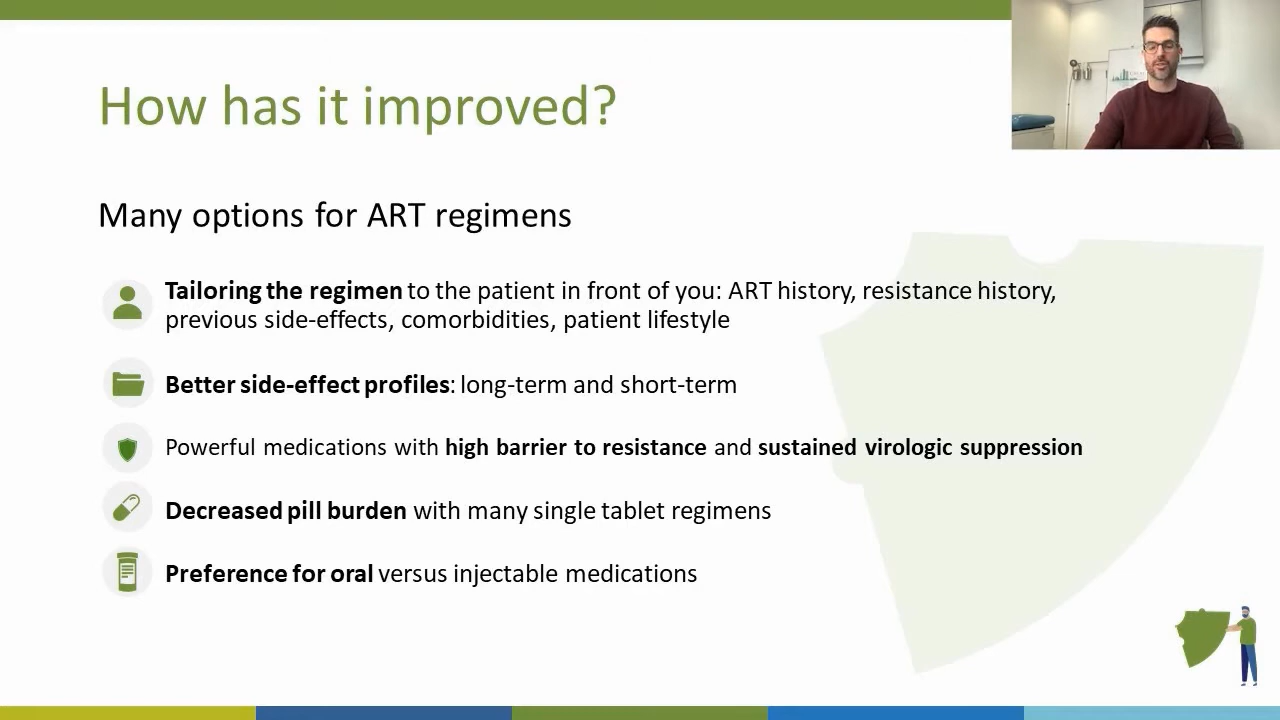 How has it improved?
Many options for ART regimens
Tailoring the regimen to the patient in front of you: ART history, resistance history,
previous side-effects, comorbidities, patient lifestyle
Better side-effect profiles: long-term and short-term
Powerful medications with high barrier to resistance and sustained virologic suppression
Decreased pill burden with many single tablet regimens
Preference for oral versus injectable medications